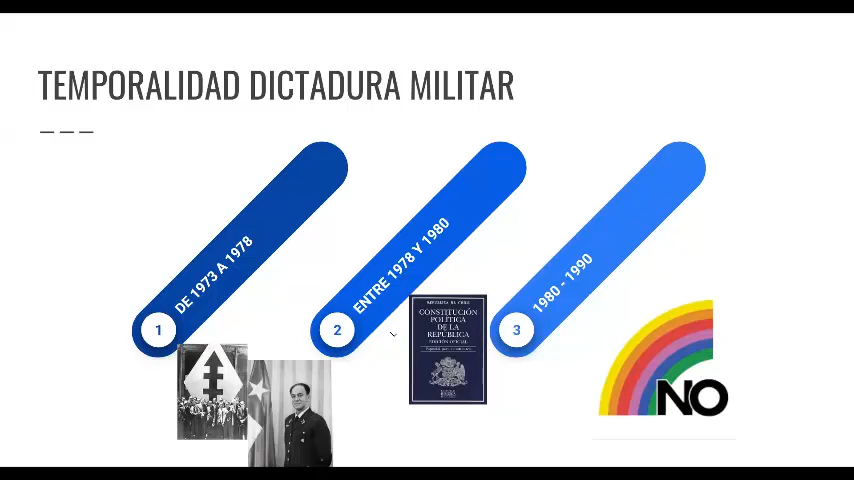 TEMPORALIDAD DICTADURA MILITAR
1
DE 1973 A 1978
2
ENTRE 1978 Y 1980
3
1980 - 1990
REPÚBLICA DE CHILE
CONSTITUCIÓN
POLÍTICA
DE LA
REPÚBLICA
EDICIÓN OFICIAL
NO